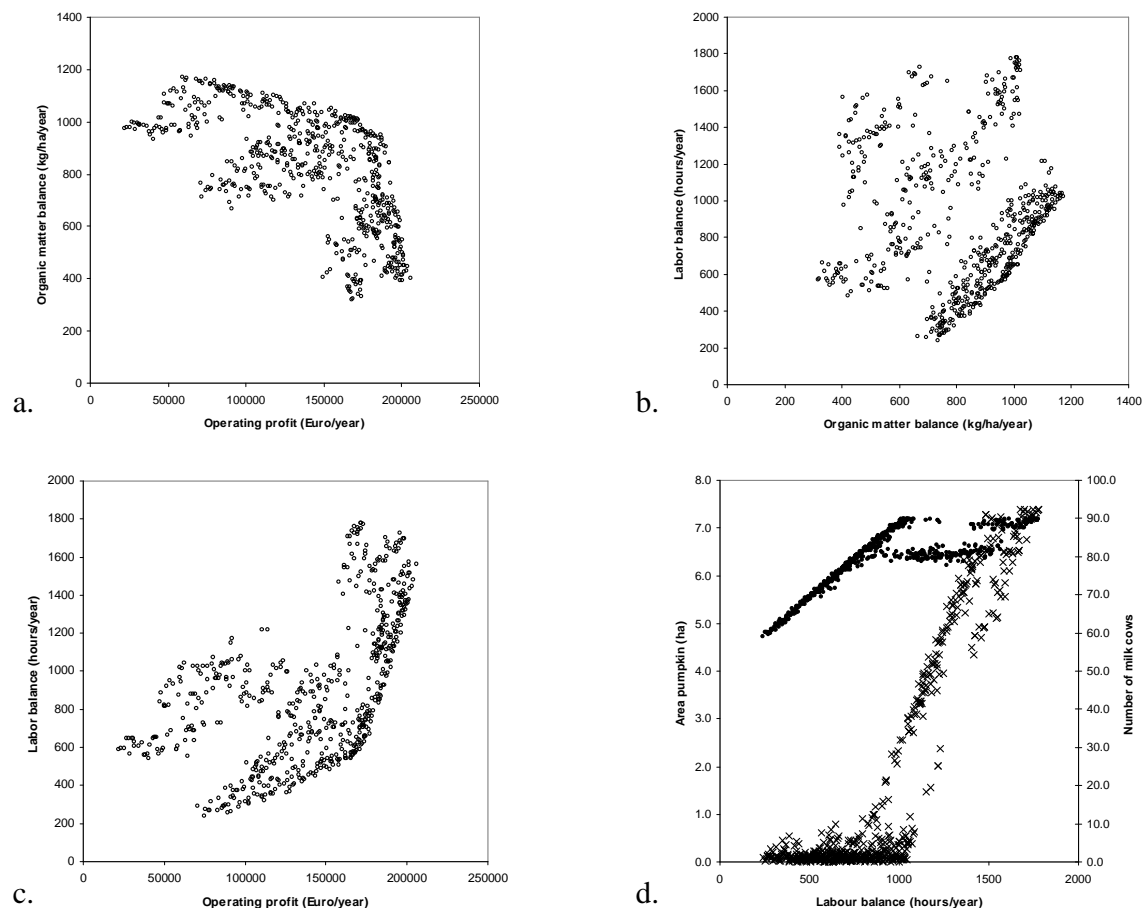 1400
1200
1000
800
600
400
200
0
Organic matter balance (kg/ha/year)
0 50000 100000 150000 200000 250000
Operating profit (Euro/year)
a.
2000
1800
1600
1400
1200
1000
800
600
400
200
0
Labor balance (hours/year)
0 200 400 600 800 1000 1200 1400
Organic matter balance (kg/ha/year)
b.
2000
1800
1600
1400
1200
1000
800
600
400
200
0
Labor balance (hours/year)
0 50000 100000 150000 200000 250000
Operating profit (Euro/year)
c.
8.0
7.0
6.0
5.0
4.0
3.0
2.0
1.0
0.0
Area pumpkin (ha)
100.0
90.0
80.0
70.0
60.0
50.0
40.0
30.0
20.0
10.0
0.0
Number of milk cows
0 500 1000 1500 2000
Labour balance (hours/year)
d.